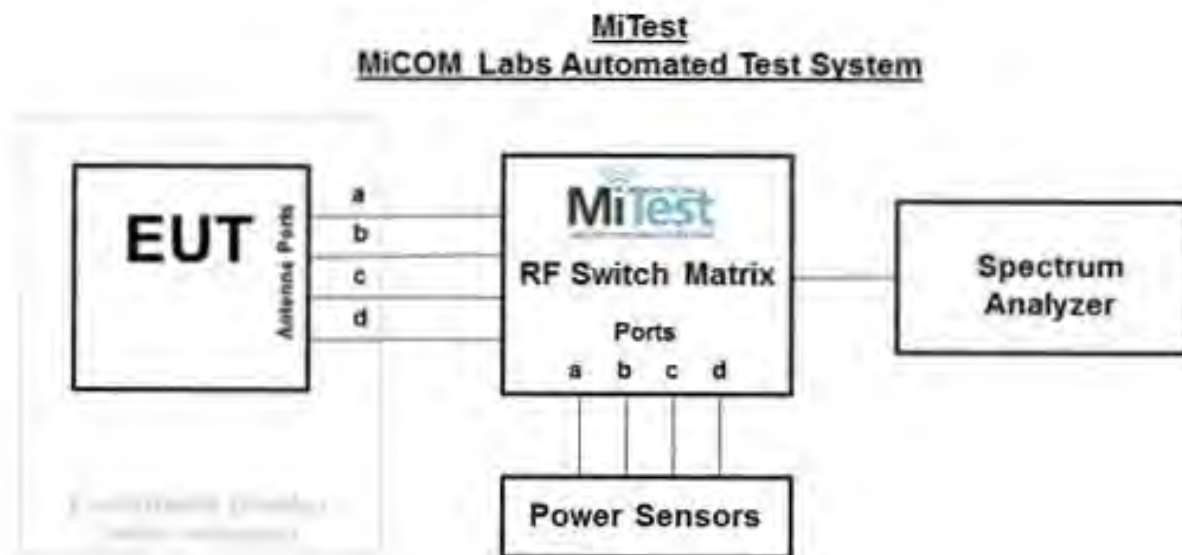 MiTest
MiCOM Labs Automated Test System
EUT
Antenna Ports
a
b
c
d
MiTest
RF Switch Matrix
Ports
a b c d
Spectrum
Analyzer
Power Sensors